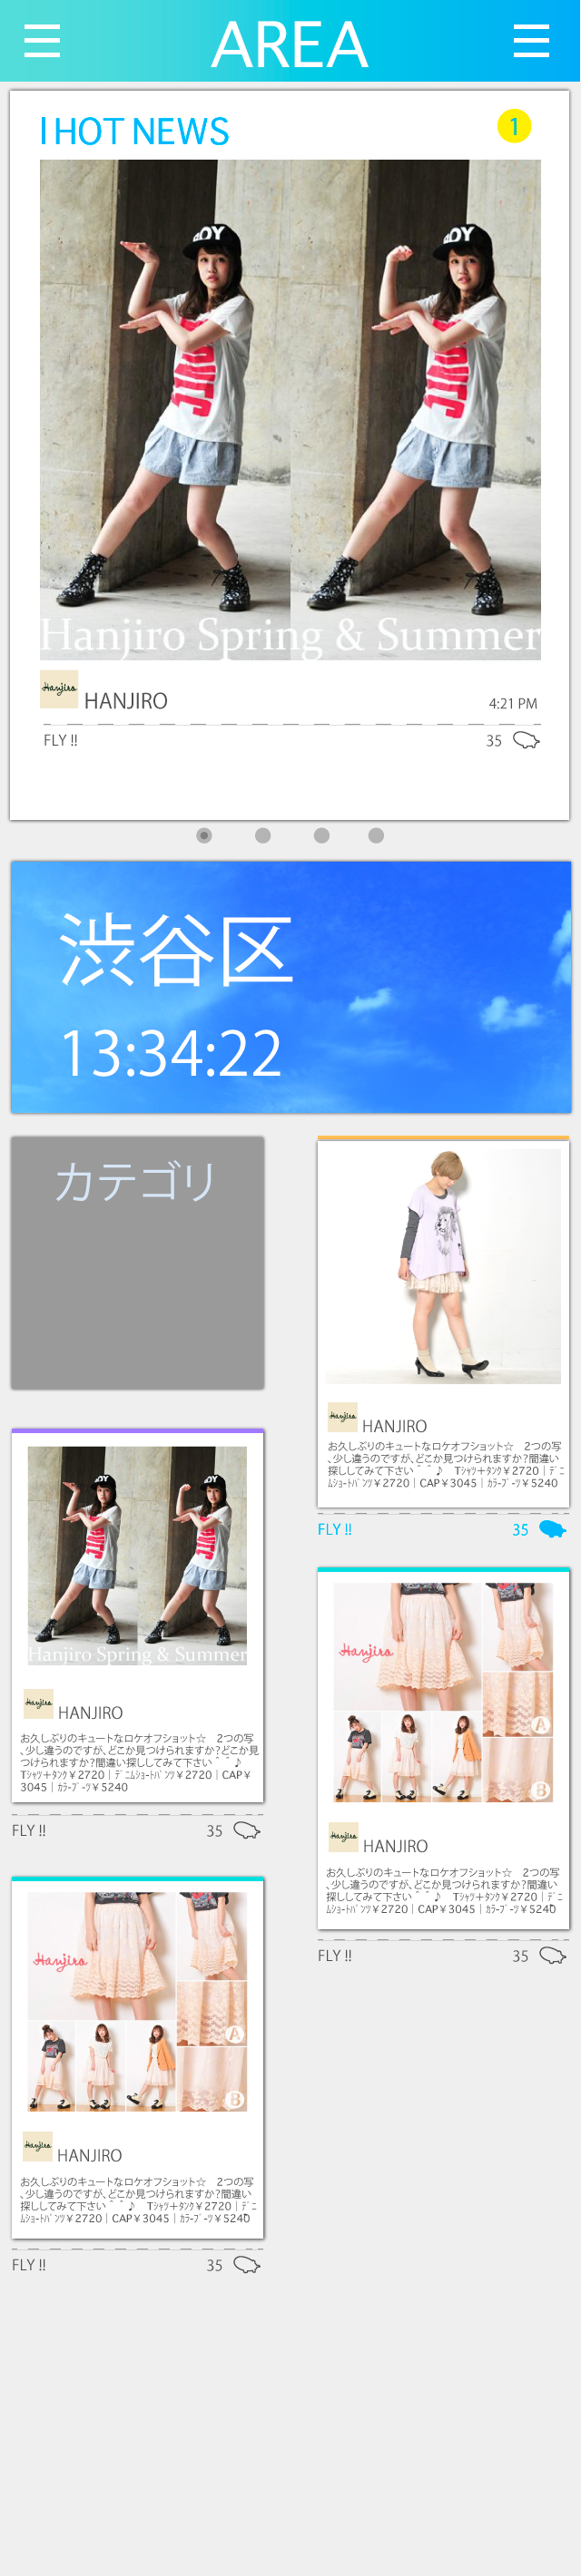 AREA
HOT NEWS
1
BOY
BOY
Hanjiro Spring & Summer
Hanjiro
HANJIRO
4:21 PM
FLY !!
35
渋谷区
13:34:22
カテゴリ
Hanjiro
HANJIRO
お久しぶりのキュートなロケオフショット☆ 2つの写
、少し違うのですが、どこか見つけられますか?間違い
探ししてみて下さい＾＾♪ Tシャツ+タンク￥2720｜デニ
ムショートパンツ￥2720｜CAP￥3045｜カラーブーツ￥5240
FLY !!
35
Hanjiro Spring & Summer
Hanjiro
HANJIRO
お久しぶりのキュートなロケオフショット☆ 2つの写
、少し違うのですが、どこか見つけられますか?どこか見
つけられますか?間違い探ししてみて下さい＾＾♪
Tシャツ+タンク￥2720｜デニムショートパンツ￥2720｜CAP￥
3045｜カラーブーツ￥5240
FLY !!
35
Hanjiro
A
B
Hanjiro
HANJIRO
お久しぶりのキュートなロケオフショット☆ 2つの写
、少し違うのですが、どこか見つけられますか?間違い
探ししてみて下さい＾＾♪ Tシャツ+タンク￥2720｜デニ
ムショートパンツ￥2720｜CAP￥3045｜カラーブーツ￥5240
FLY !!
35
Hanjiro
A
B
Hanjiro
HANJIRO
お久しぶりのキュートなロケオフショット☆ 2つの写
、少し違うのですが、どこか見つけられますか?間違い
探ししてみて下さい＾＾♪ Tシャツ+タンク￥2720｜デニ
ムショートパンツ￥2720｜CAP￥3045｜カラーブーツ￥5240
FLY !!
35